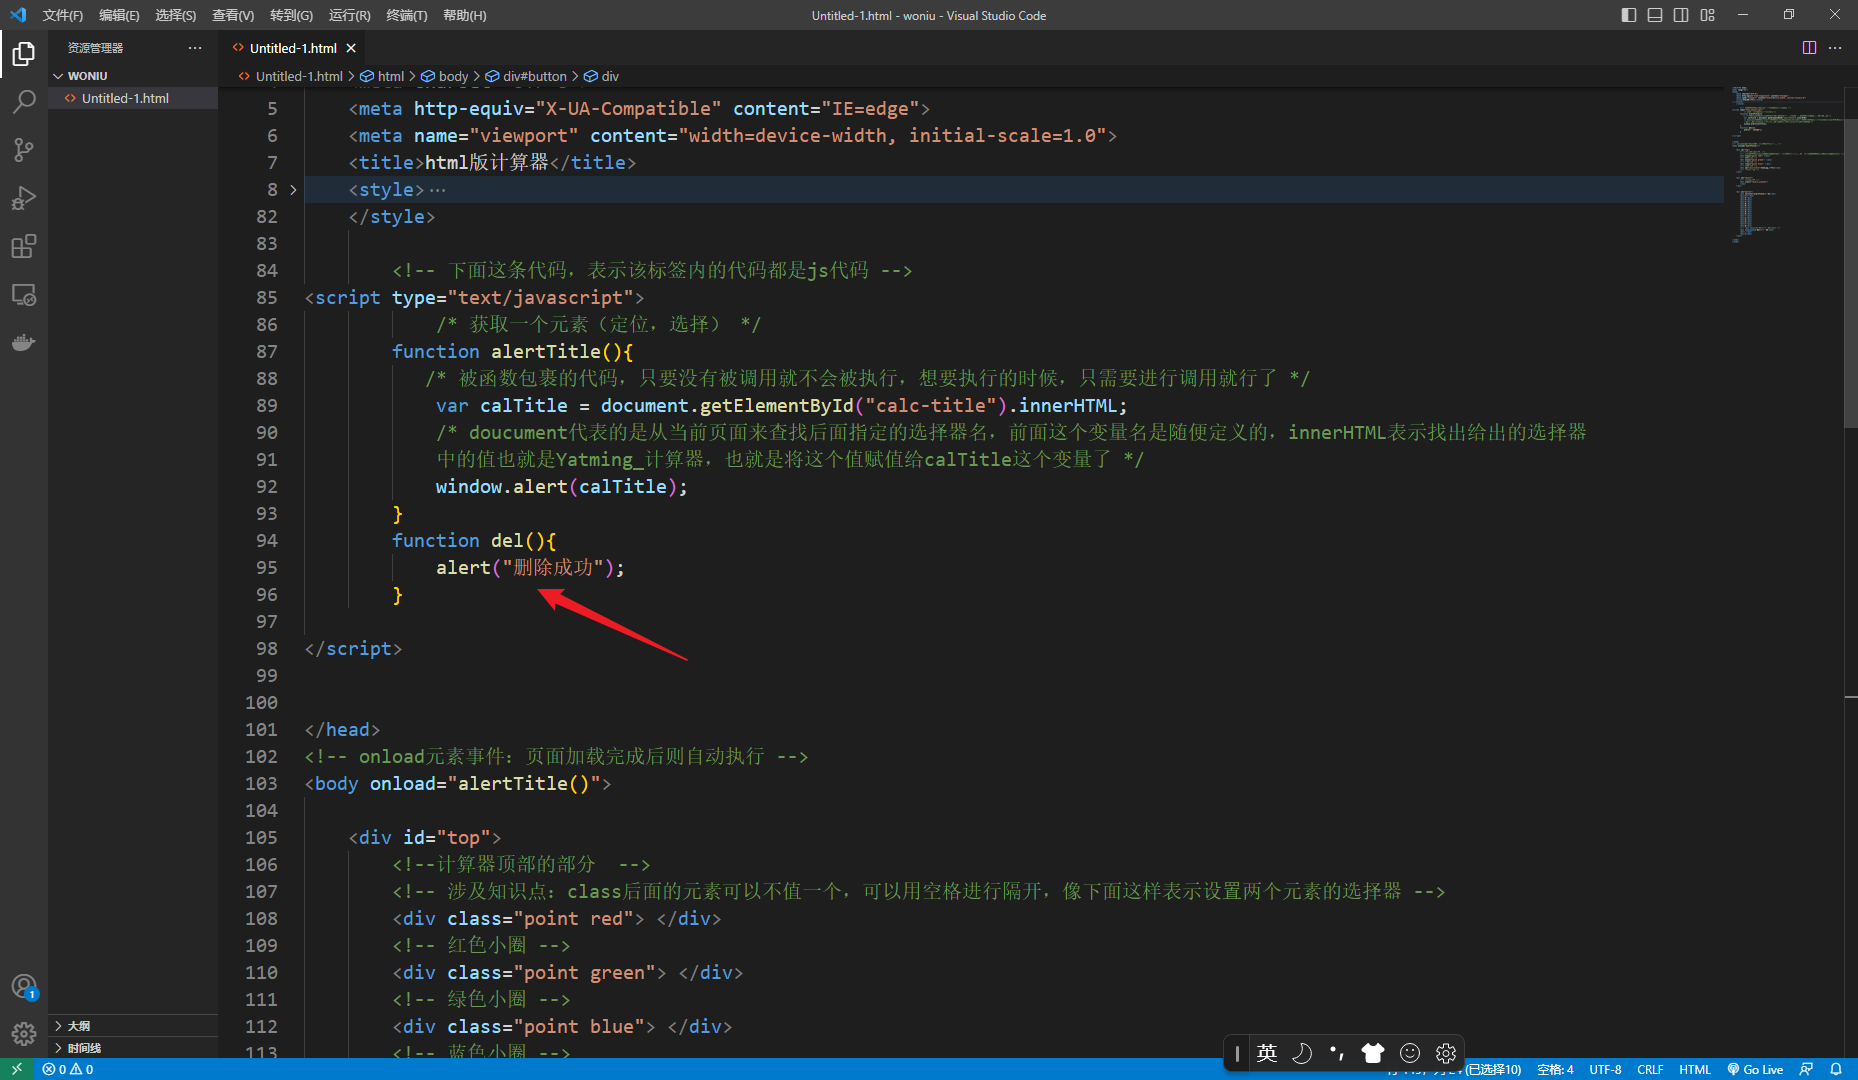 文件(F) 编辑(E) 选择(S) 查看(V) 转到(G) 运行(R) 终端(T) 帮助(H)
Untitled-1.html - woniu - Visual Studio Code
资源管理器
WONIU
Untitled-1.html
大纲
时间线
Untitled-1.html
Untitled-1.html > html > body > div#button > div
5 <meta http-equiv="X-UA-Compatible" content="IE=edge">
6 <meta name="viewport" content="width=device-width, initial-scale=1.0">
7 <title>html版计算器</title>
8 <style>…
82 </style>
83
84 <!-- 下面这条代码，表示该标签内的代码都是js代码 -->
85 <script type="text/javascript">
86 /* 获取一个元素（定位，选择） */
87 function alertTitle(){
88 /* 被函数包裹的代码，只要没有被调用就不会被执行，想要执行的时候，只需要进行调用就行了 */
89 var calTitle = document.getElementById("calc-title").innerHTML;
90 /* doucument代表的是从当前页面来查找后面指定的选择器名，前面这个变量名是随便定义的，innerHTML表示找出给出的选择器
91 中的值也就是Yatming_计算器，也就是将这个值赋值给calTitle这个变量了 */
92 window.alert(calTitle);
93 }
94 function del(){
95 alert("删除成功");
96 }
97
98 </script>
99
100
101 </head>
102 <!-- onload元素事件：页面加载完成后则自动执行 -->
103 <body onload="alertTitle()">
104
105 <div id="top">
106 <!--计算器顶部的部分 -->
107 <!-- 涉及知识点：class后面的元素可以不值一个，可以用空格进行隔开，像下面这样表示设置两个元素的选择器 -->
108 <div class="point red"> </div>
109 <!-- 红色小圈 -->
110 <div class="point green"> </div>
111 <!-- 绿色小圈 -->
112 <div class="point blue"> </div>
113 <!-- 蓝色小圈 -->
1
英
0 0
(已选择10) 空格: 4 UTF-8 CRLF HTML Go Live